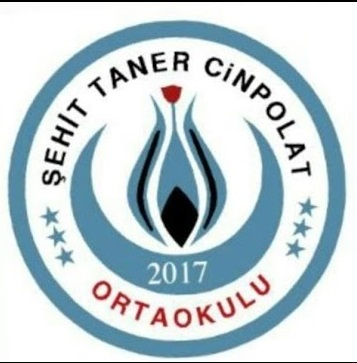 ŞEHİT TANER CİNPOLAT
2017
ORTAOKULU